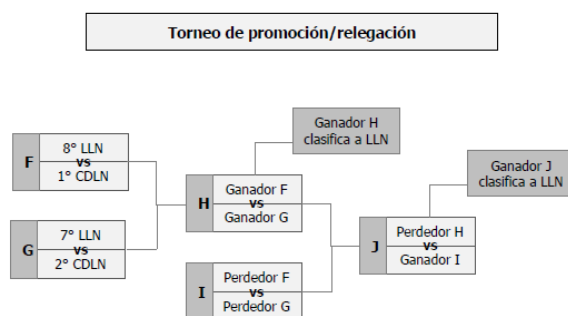 Torneo de promoción/relegación
Ganador H
clasifica a LLN
F
8° LLN
vs
1° CDLN
Ganador J
clasifica a LLN
H
Ganador F
vs
Ganador G
G
7° LLN
vs
2° CDLN
J
Perdedor H
vs
Ganador I
I
Perdedor F
vs
Perdedor G